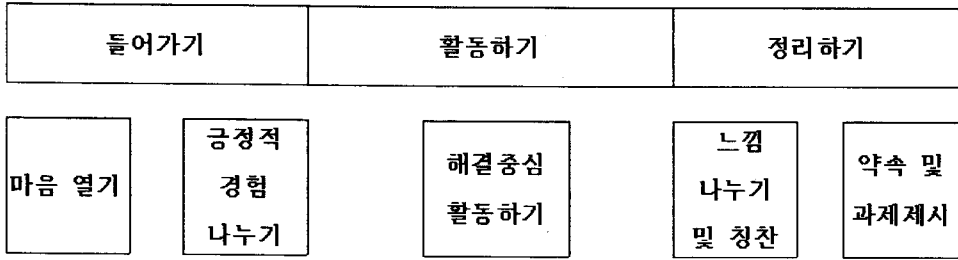 들어가기
활동하기
정리하기
마음 열기
긍정적
경험
나누기
해결중심
활동하기
느낌
나누기
및 칭찬
약속 및
과제제시